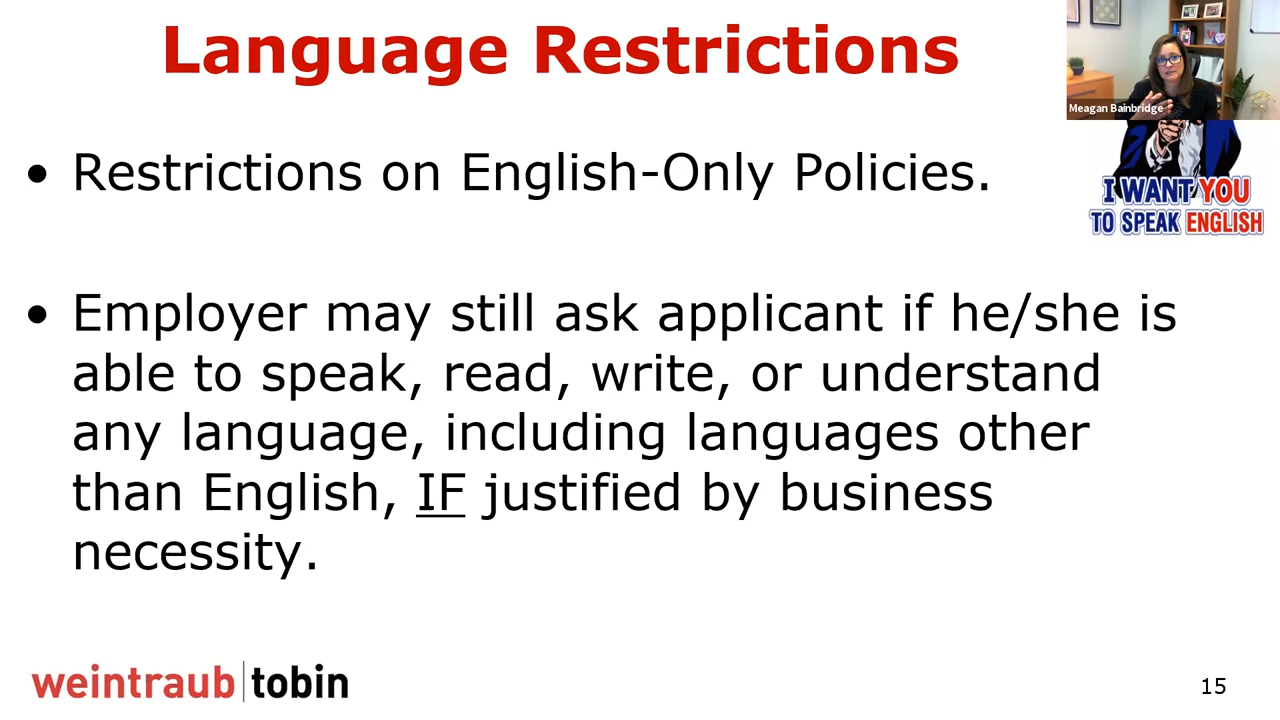 Language Restrictions
Meagan Bainbridge
• Restrictions on English-Only Policies.
I WANT YOU
TO SPEAK ENGLISH
• Employer may still ask applicant if he/she is
able to speak, read, write, or understand
any language, including languages other
than English, IF justified by business
necessity.
weintraub tobin
15